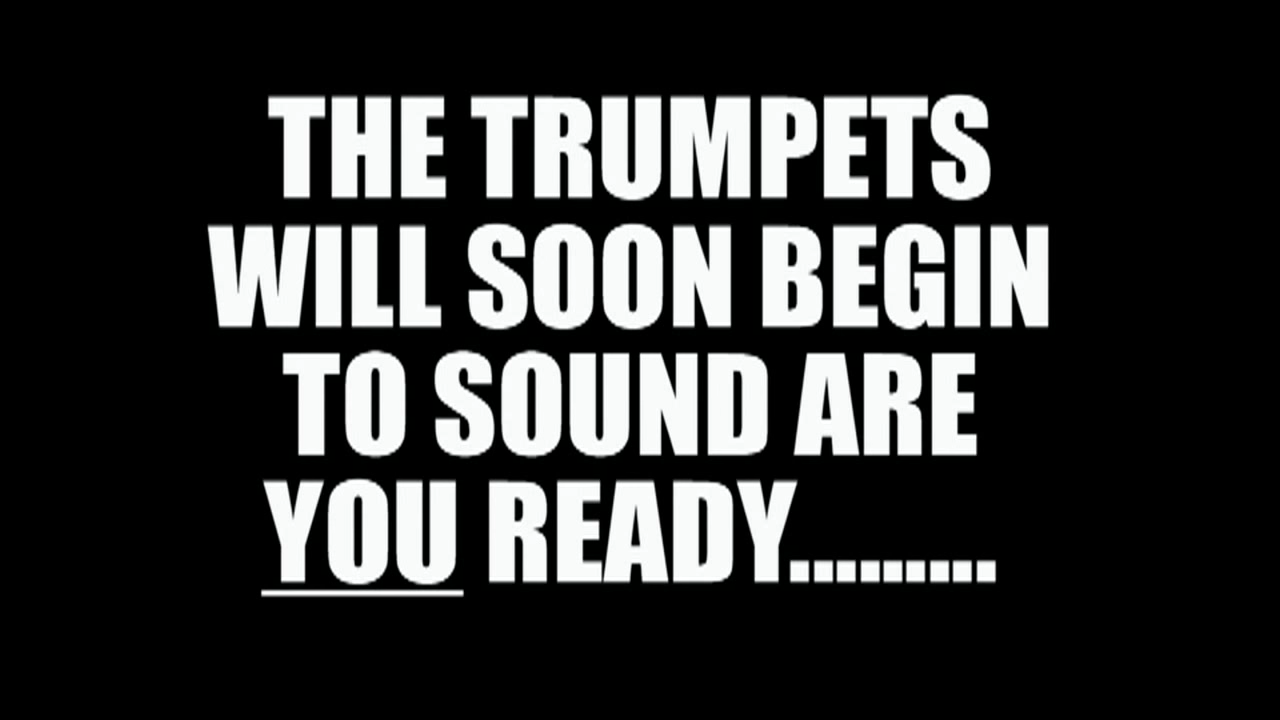 THE TRUMPETS
WILL SOON BEGIN
TO SOUND ARE
YOU READY.........